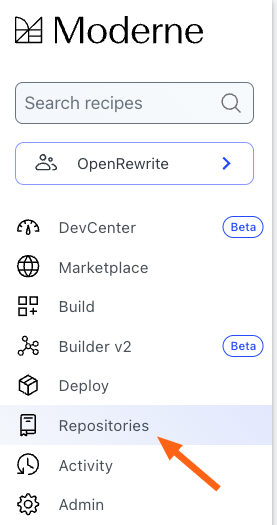 Moderne
Search recipes
OpenRewrite
DevCenter Beta
Marketplace
Build
Builder v2 Beta
Deploy
Repositories
Activity
Admin